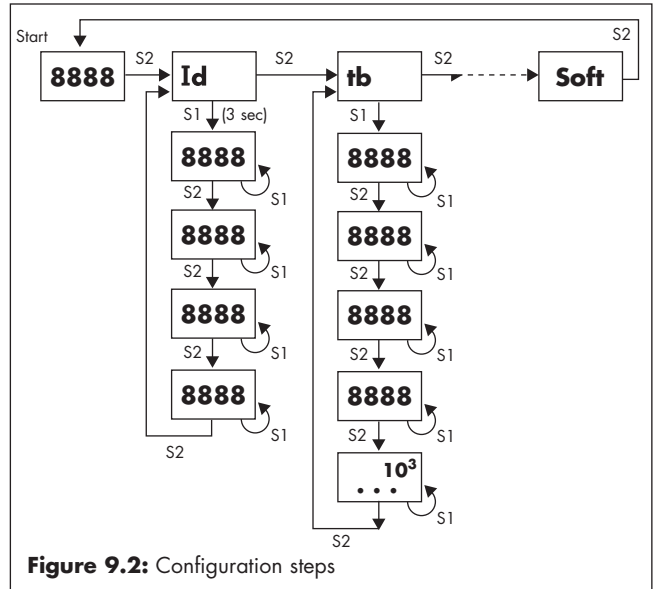 S2
Start
S2 S2 S2
8888 Id tb Soft
S1 (3 sec) S1
8888 8888
S2 S1 S2 S1
8888 8888
S2 S1 S2 S1
8888 8888
S2 S1 S2 S1
8888 8888
S2 S1 S2 S1
10³
. . .
S2 S1
Figure 9.2: Configuration steps